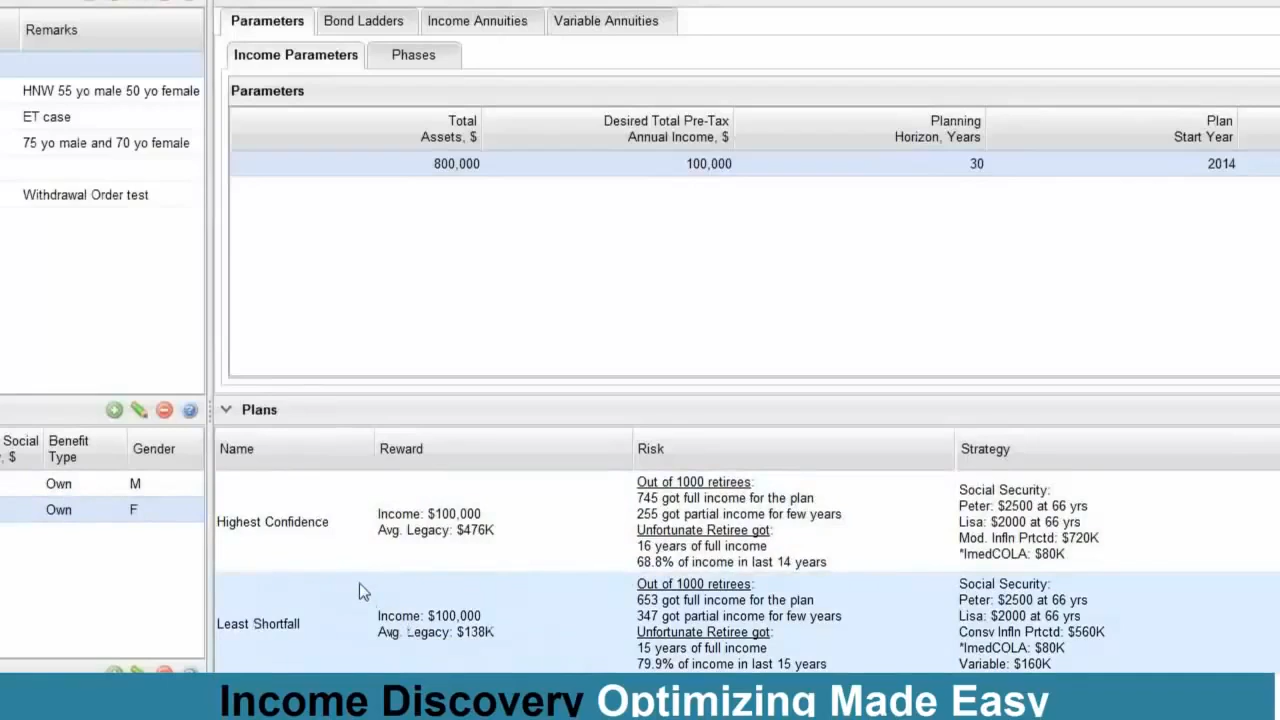 Remarks
HNW 55 yo male 50 yo female
ET case
75 yo male and 70 yo female
Withdrawal Order test
Social
, $
Benefit
Type
Gender
Own
M
Own
F
Parameters
Bond Ladders
Income Annuities
Variable Annuities
Income Parameters
Phases
Parameters
Total
Assets, $
Desired Total Pre-Tax
Annual Income, $
Planning
Horizon, Years
Plan
Start Year
800,000
100,000
30
2014
Plans
Name
Reward
Risk
Strategy
Highest Confidence
Income: $100,000
Avg. Legacy: $476K
Out of 1000 retirees:
745 got full income for the plan
255 got partial income for few years
Unfortunate Retiree got:
16 years of full income
68.8% of income in last 14 years
Social Security:
Peter: $2500 at 66 yrs
Lisa: $2000 at 66 yrs
Mod. Infln Prtctd: $720K
*ImedCOLA: $80K
Least Shortfall
Income: $100,000
Avg. Legacy: $138K
Out of 1000 retirees:
653 got full income for the plan
347 got partial income for few years
Unfortunate Retiree got:
15 years of full income
79.9% of income in last 15 years
Social Security:
Peter: $2500 at 66 yrs
Lisa: $2000 at 66 yrs
Consv Infln Prtctd: $560K
*ImedCOLA: $80K
Variable: $160K
Income Discovery Optimizing Made Easy